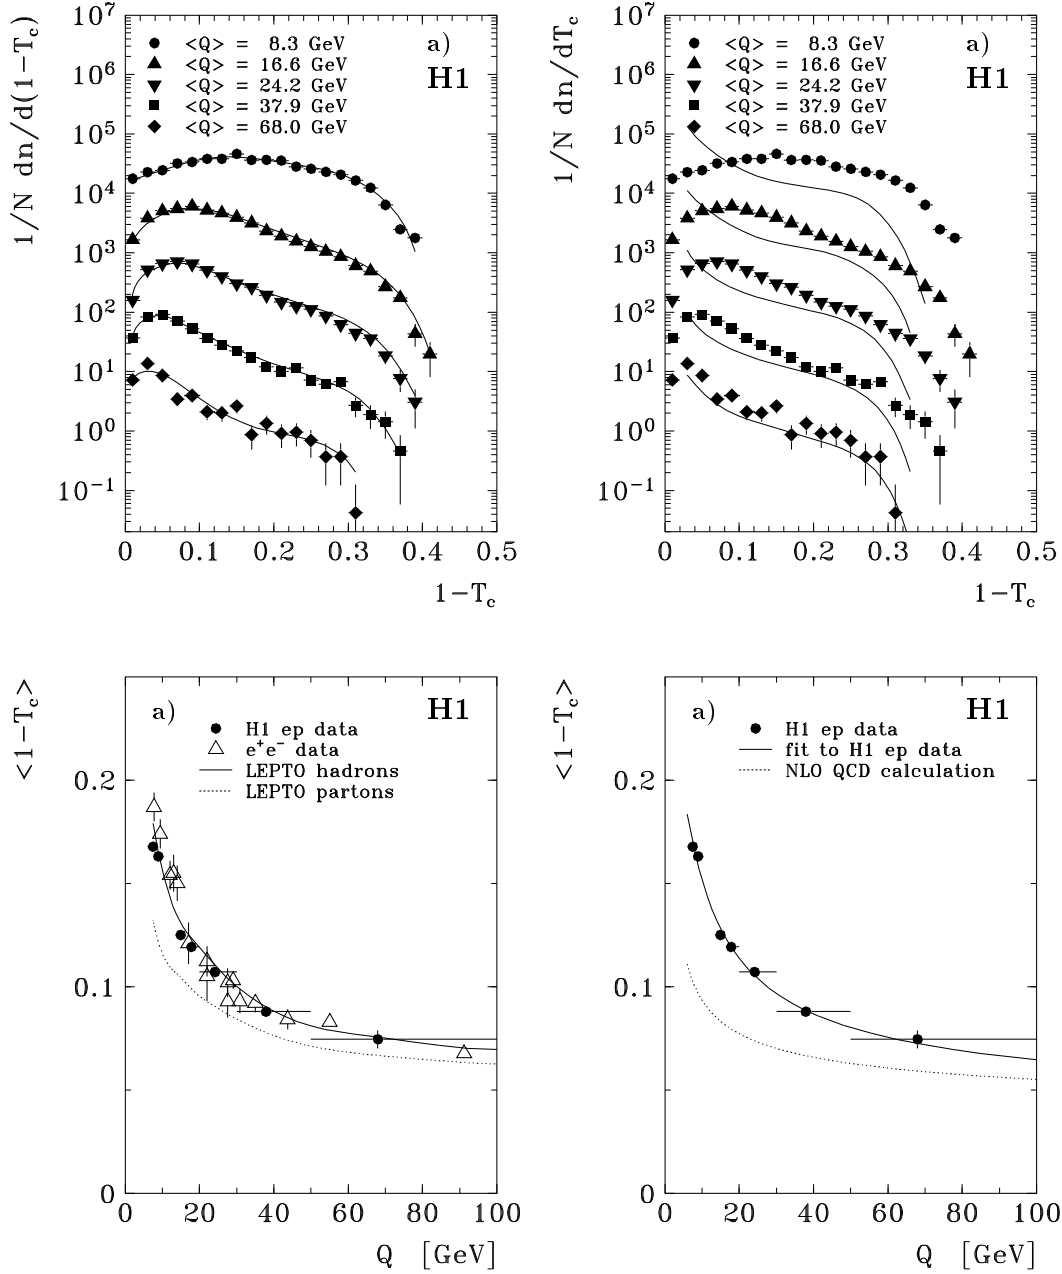 1/N dn/d(1−T_c)
10^7
10^6
10^5
10^4
10^3
10^2
10^1
10^0
10^−1
<Q> = 8.3 GeV
<Q> = 16.6 GeV
<Q> = 24.2 GeV
<Q> = 37.9 GeV
<Q> = 68.0 GeV
a)
H1
0 0.1 0.2 0.3 0.4 0.5
1−T_c
1/N dn/dT_c
10^7
10^6
10^5
10^4
10^3
10^2
10^1
10^0
10^−1
<Q> = 8.3 GeV
<Q> = 16.6 GeV
<Q> = 24.2 GeV
<Q> = 37.9 GeV
<Q> = 68.0 GeV
a)
H1
0 0.1 0.2 0.3 0.4 0.5
1−T_c
<1−T_c>
a)
H1
H1 ep data
e^+e^− data
LEPTO hadrons
LEPTO partons
0.2
0.1
0
0 20 40 60 80 100
Q [GeV]
<1−T_c>
a)
H1
H1 ep data
fit to H1 ep data
NLO QCD calculation
0.2
0.1
0
0 20 40 60 80 100
Q [GeV]